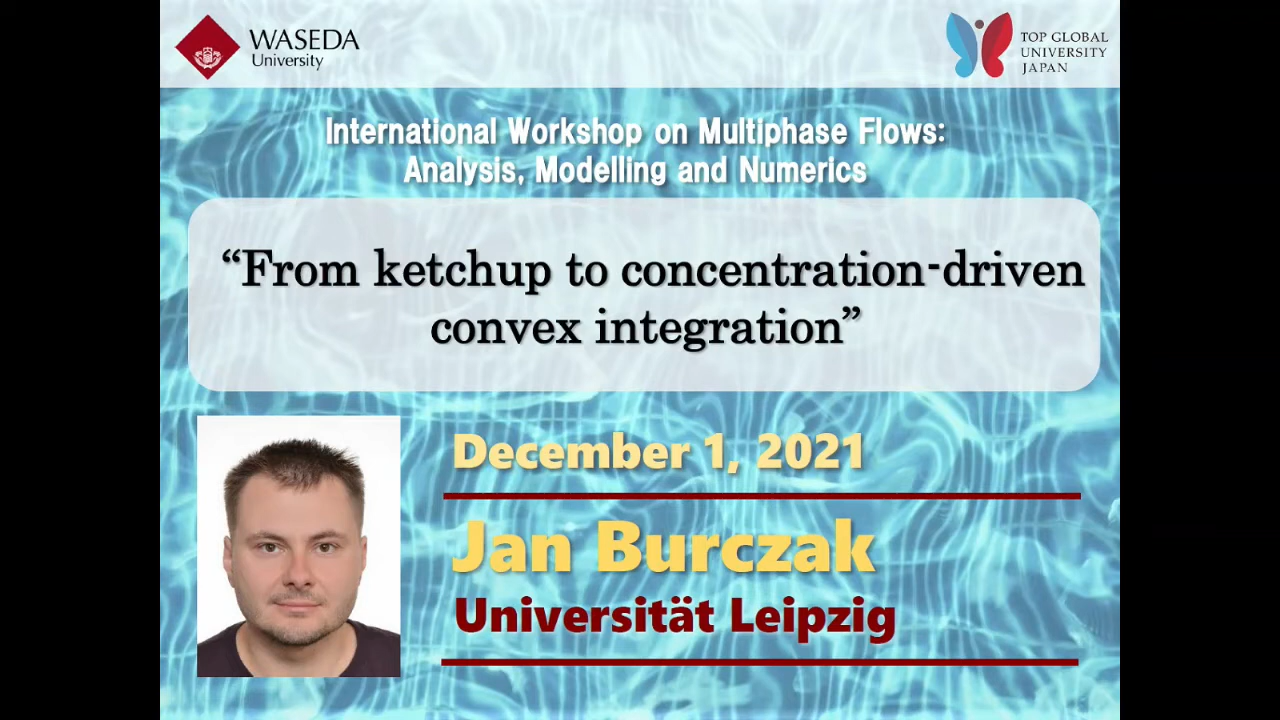 WASEDA
University
TOP GLOBAL
UNIVERSITY
JAPAN
International Workshop on Multiphase Flows:
Analysis, Modelling and Numerics
“From ketchup to concentration-driven
convex integration”
December 1, 2021
Jan Burczak
Universität Leipzig